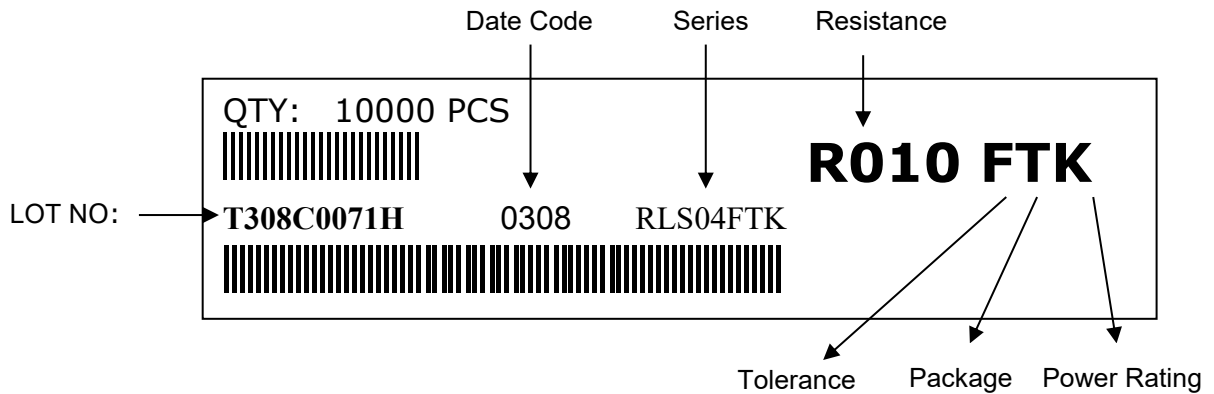 Date Code Series Resistance
QTY: 10000 PCS
R010 FTK
LOT NO: T308C0071H 0308 RLS04FTK
Tolerance Package Power Rating